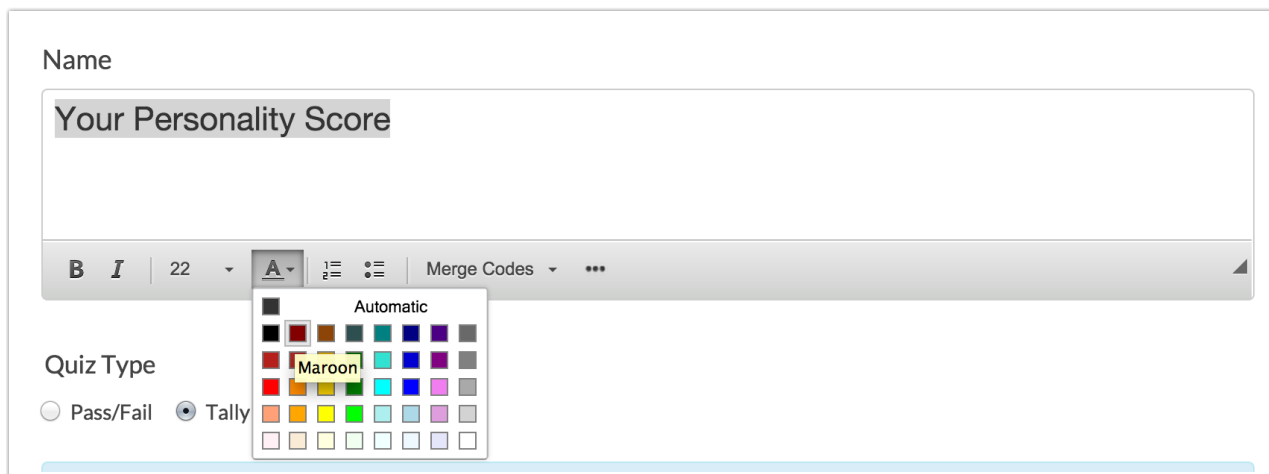 Name
Your Personality Score
B I 22 A Merge Codes •••
Automatic
Maroon
Quiz Type
Pass/Fail Tally